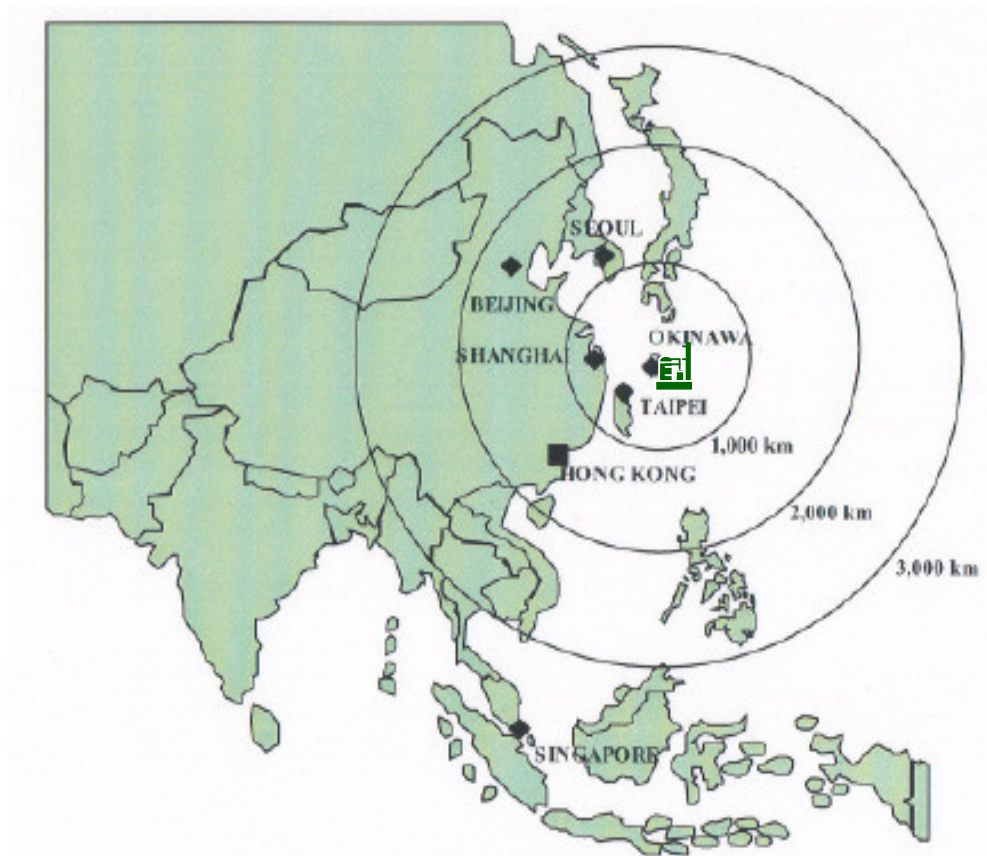 SEOUL
BEIJING
OKINAWA
SHANGHAI
TAIPEI
1,000 km
HONG KONG
2,000 km
3,000 km
SINGAPORE